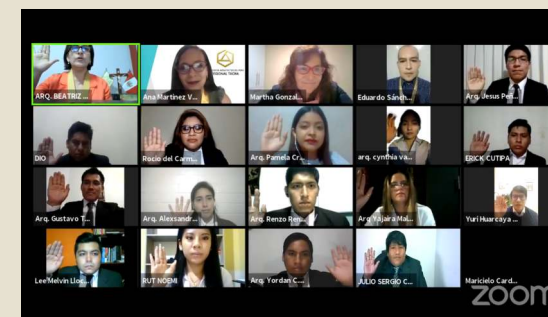 ARQ. BEATRIZ ...
Ana Martinez V...
Martha Gonzal...
Eduardo Sánch...
Arq. Jesus Peñ...
DIO
Rocio del Carm...
Arq. Pamela Cr...
arq. cynthia va...
ERICK CUTIPA
Arq. Gustavo T...
Arq. Alexsandr...
Arq. Renzo Ren...
Arq Yajaira Mal...
Yuri Huarcaya ...
Lee Melvin Lloc...
RUT NOEMI
Arq. Yordan C...
JULIO SERGIO C...
Maricielo Card...
zoom